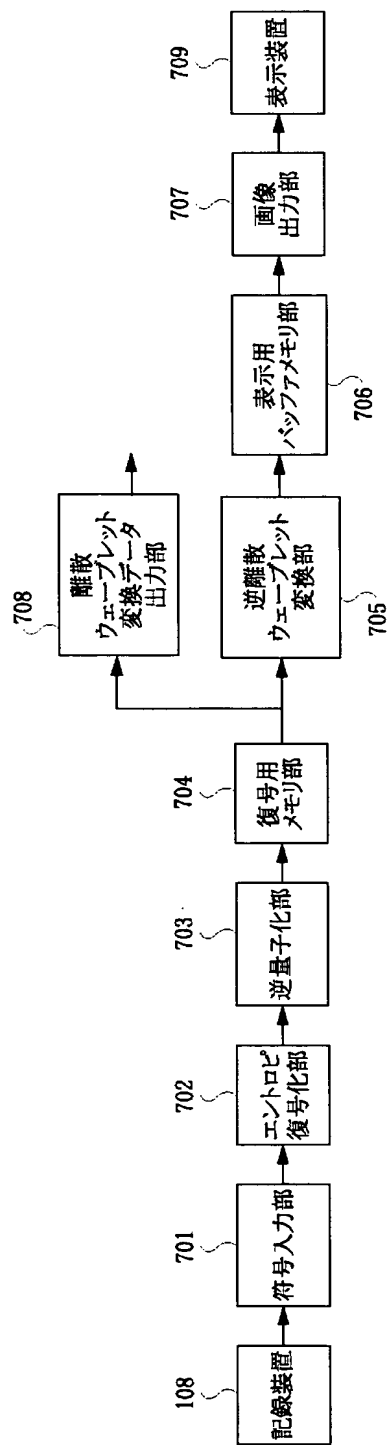 108
記録装置
701
符号入力部
702
エントロピ
復号化部
703
逆量子化部
704
復号用
メモリ部
708
離散
ウェーブレット
変換データ
出力部
705
逆離散
ウェーブレット
変換部
706
表示用
バッファメモリ部
707
画像
出力部
709
表示装置